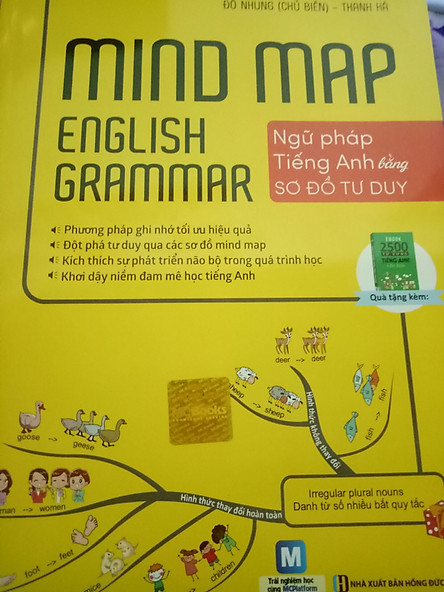 ĐỖ NHUNG (CHỦ BIÊN) - THANH HÀ
MIND MAP
ENGLISH
GRAMMAR
Ngữ pháp
Tiếng Anh bằng
SƠ ĐỒ TƯ DUY
Phương pháp ghi nhớ tối ưu hiệu quả
Đột phá tư duy qua các sơ đồ mind map
Kích thích sự phát triển não bộ trong quá trình học
Khơi dậy niềm đam mê học tiếng Anh
EBOOK
2500
TIẾNG ANH
Quà tặng kèm:
deer → deer
sheep → sheep
fish → fish
Hình thức không thay đổi
goose → geese
man → women
foot → feet
children
Hình thức thay đổi hoàn toàn
Irregular plural nouns
Danh từ số nhiều bất quy tắc
M
Trải nghiệm học
cùng MCPlatform
NHÀ XUẤT BẢN HỒNG ĐỨC